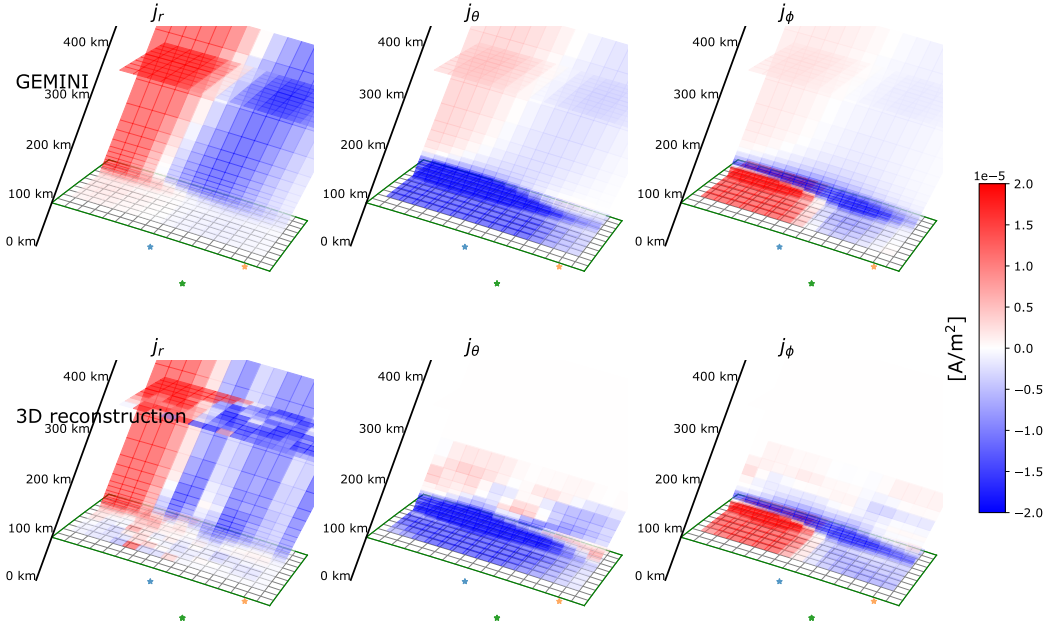 j_r
j_θ
j_ϕ
400 km
400 km
400 km
GEMINI
300 km
300 km
300 km
200 km
200 km
200 km
1e−5
2.0
1.5
1.0
0.5
0.0
−0.5
−1.0
−1.5
−2.0
[A/m²]
100 km
100 km
100 km
0 km
0 km
0 km
j_r
j_θ
j_ϕ
400 km
400 km
400 km
3D reconstruction
300 km
300 km
300 km
200 km
200 km
200 km
100 km
100 km
100 km
0 km
0 km
0 km